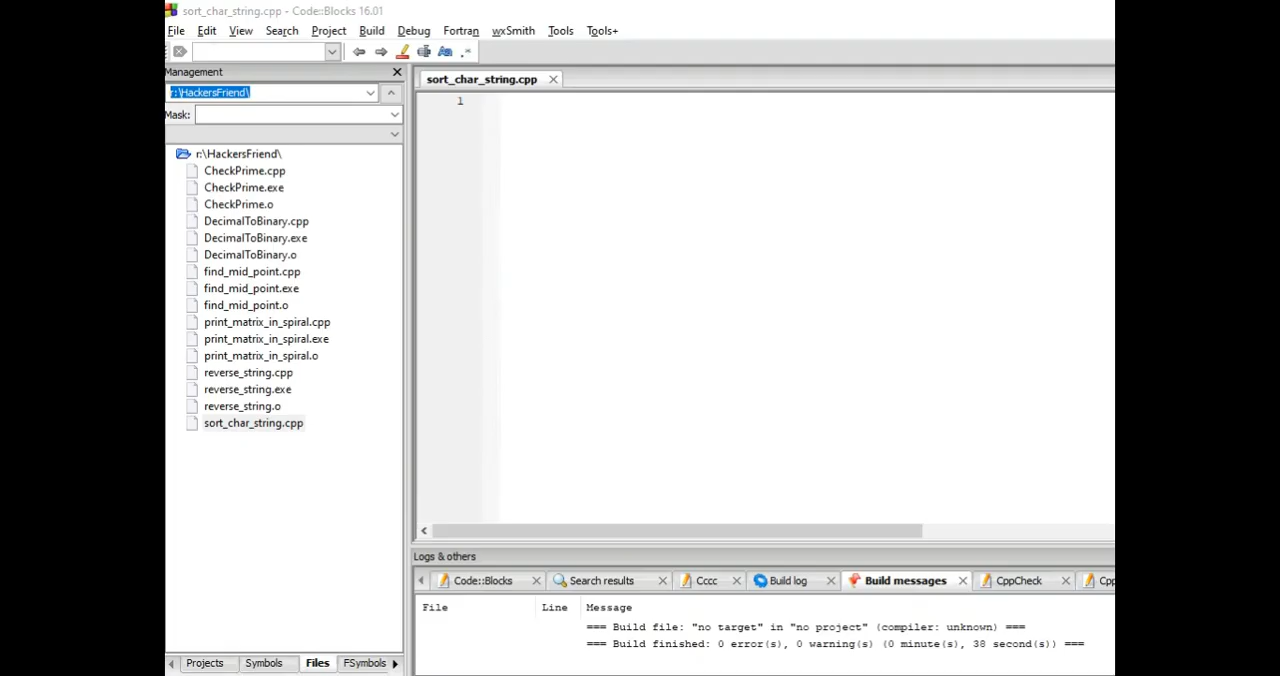 sort_char_string.cpp - Code::Blocks 16.01
File Edit View Search Project Build Debug Fortran wxSmith Tools Tools+
Management
r:\HackersFriend\
Mask:
r:\HackersFriend\
CheckPrime.cpp
CheckPrime.exe
CheckPrime.o
DecimalToBinary.cpp
DecimalToBinary.exe
DecimalToBinary.o
find_mid_point.cpp
find_mid_point.exe
find_mid_point.o
print_matrix_in_spiral.cpp
print_matrix_in_spiral.exe
print_matrix_in_spiral.o
reverse_string.cpp
reverse_string.exe
reverse_string.o
sort_char_string.cpp
Projects Symbols Files FSymbols
sort_char_string.cpp
1
Logs & others
Code::Blocks Search results Cccc Build log Build messages CppCheck Cpp
File Line Message
=== Build file: "no target" in "no project" (compiler: unknown) ===
=== Build finished: 0 error(s), 0 warning(s) (0 minute(s), 38 second(s)) ===